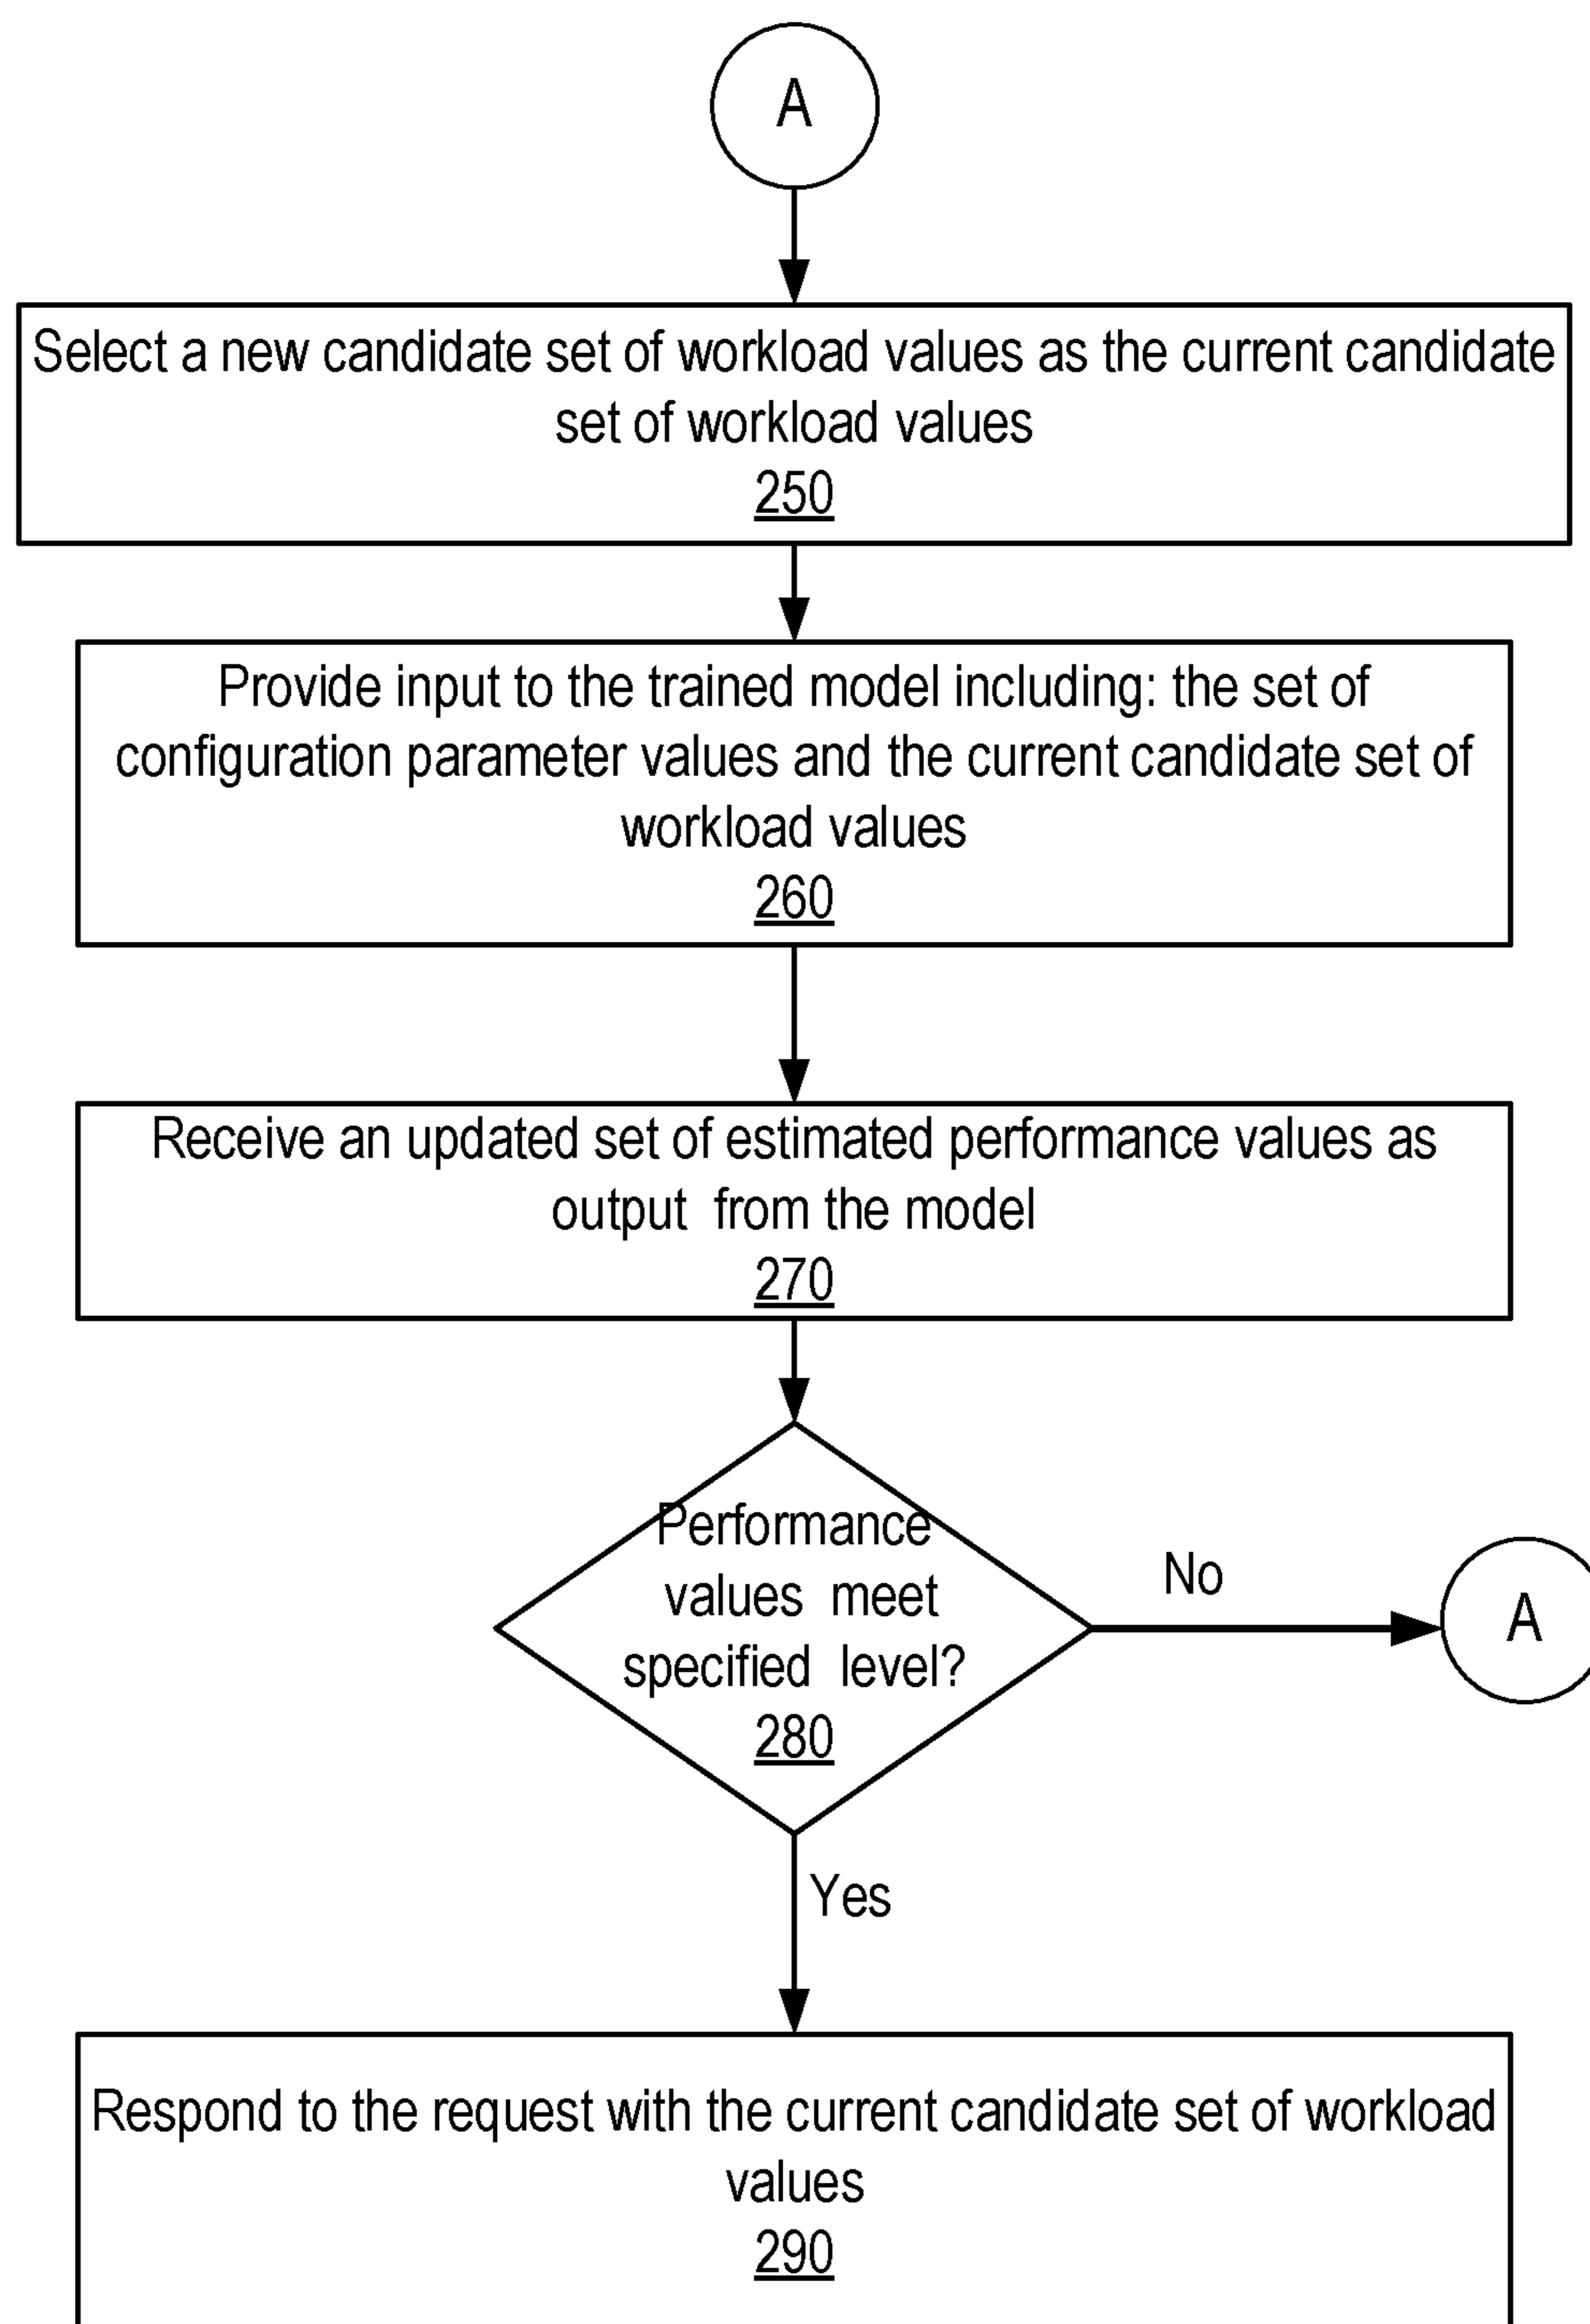 A
Select a new candidate set of workload values as the current candidate
set of workload values
250
Provide input to the trained model including: the set of
configuration parameter values and the current candidate set of
workload values
260
Receive an updated set of estimated performance values as
output from the model
270
Performance
values meet
specified level?
280
No
A
Yes
Respond to the request with the current candidate set of workload
values
290